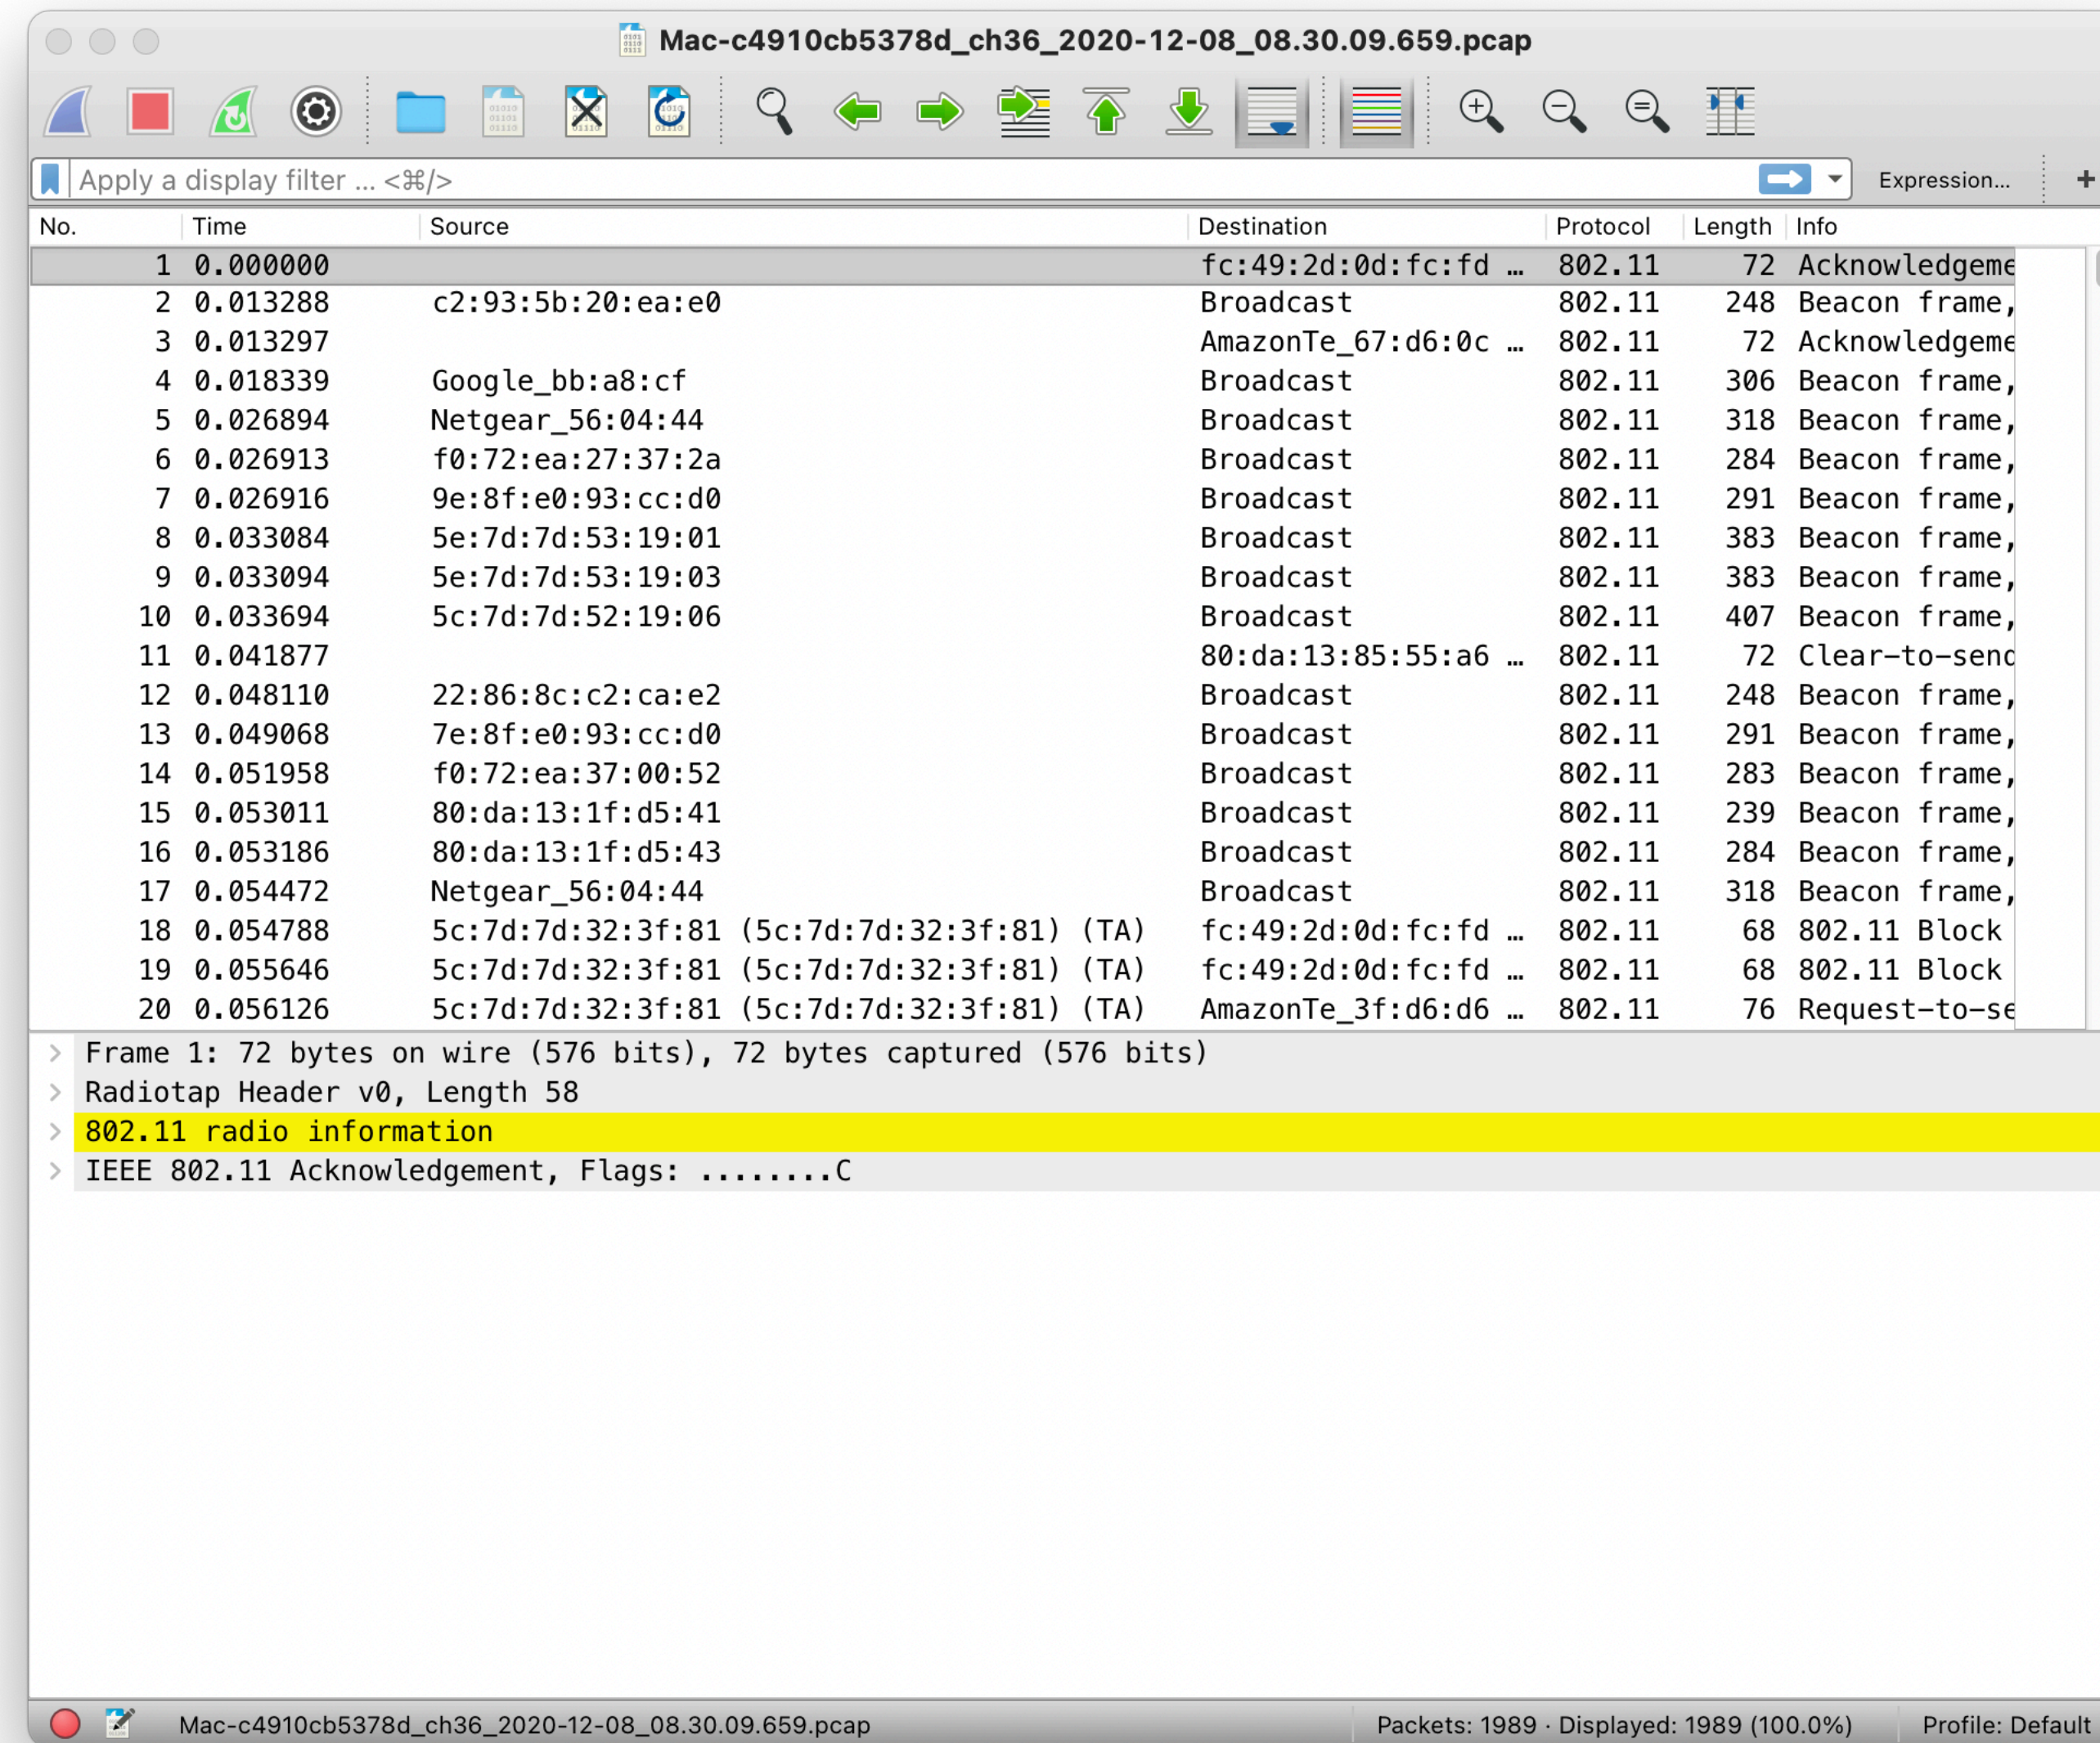 Mac-c4910cb5378d_ch36_2020-12-08_08.30.09.659.pcap
Apply a display filter ... <⌘/> Expression... +
No. Time Source Destination Protocol Length Info
1 0.000000 fc:49:2d:0d:fc:fd … 802.11 72 Acknowledgeme
2 0.013288 c2:93:5b:20:ea:e0 Broadcast 802.11 248 Beacon frame,
3 0.013297 AmazonTe_67:d6:0c … 802.11 72 Acknowledgeme
4 0.018339 Google_bb:a8:cf Broadcast 802.11 306 Beacon frame,
5 0.026894 Netgear_56:04:44 Broadcast 802.11 318 Beacon frame,
6 0.026913 f0:72:ea:27:37:2a Broadcast 802.11 284 Beacon frame,
7 0.026916 9e:8f:e0:93:cc:d0 Broadcast 802.11 291 Beacon frame,
8 0.033084 5e:7d:7d:53:19:01 Broadcast 802.11 383 Beacon frame,
9 0.033094 5e:7d:7d:53:19:03 Broadcast 802.11 383 Beacon frame,
10 0.033694 5c:7d:7d:52:19:06 Broadcast 802.11 407 Beacon frame,
11 0.041877 80:da:13:85:55:a6 … 802.11 72 Clear-to-send
12 0.048110 22:86:8c:c2:ca:e2 Broadcast 802.11 248 Beacon frame,
13 0.049068 7e:8f:e0:93:cc:d0 Broadcast 802.11 291 Beacon frame,
14 0.051958 f0:72:ea:37:00:52 Broadcast 802.11 283 Beacon frame,
15 0.053011 80:da:13:1f:d5:41 Broadcast 802.11 239 Beacon frame,
16 0.053186 80:da:13:1f:d5:43 Broadcast 802.11 284 Beacon frame,
17 0.054472 Netgear_56:04:44 Broadcast 802.11 318 Beacon frame,
18 0.054788 5c:7d:7d:32:3f:81 (5c:7d:7d:32:3f:81) (TA) fc:49:2d:0d:fc:fd … 802.11 68 802.11 Block
19 0.055646 5c:7d:7d:32:3f:81 (5c:7d:7d:32:3f:81) (TA) fc:49:2d:0d:fc:fd … 802.11 68 802.11 Block
20 0.056126 5c:7d:7d:32:3f:81 (5c:7d:7d:32:3f:81) (TA) AmazonTe_3f:d6:d6 … 802.11 76 Request-to-se
Frame 1: 72 bytes on wire (576 bits), 72 bytes captured (576 bits)
Radiotap Header v0, Length 58
802.11 radio information
IEEE 802.11 Acknowledgement, Flags: ........C
Mac-c4910cb5378d_ch36_2020-12-08_08.30.09.659.pcap Packets: 1989 · Displayed: 1989 (100.0%) Profile: Default